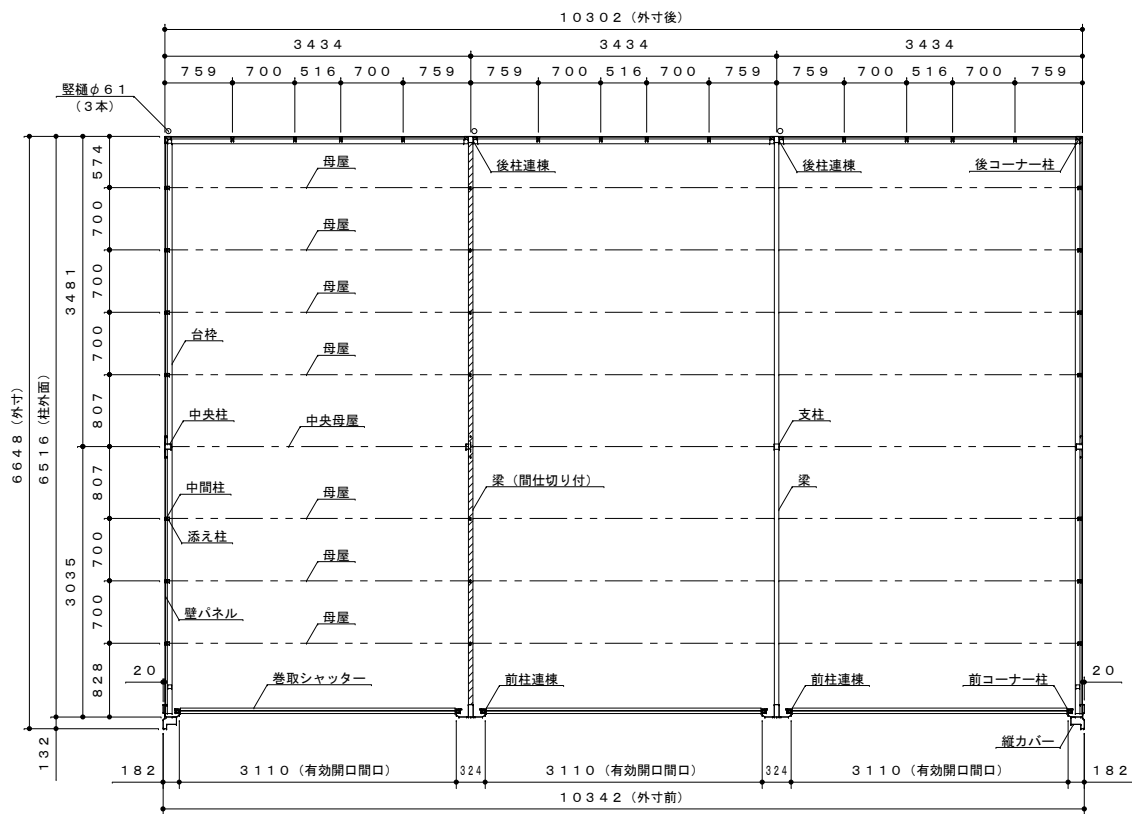 １０３０２（外寸後）
３４３４ ３４３４ ３４３４
７５９ ７００ ５１６ ７００ ７５９ ７５９ ７００ ５１６ ７００ ７５９ ７５９ ７００ ５１６ ７００ ７５９
竪樋φ６１
（３本）
母屋 後柱連棟 後柱連棟 後コーナー柱
母屋
母屋
台枠 母屋
中央柱 中央母屋 支柱
中間柱 母屋 梁（間仕切り付） 梁
添え柱
母屋
壁パネル 母屋
巻取シャッター 前柱連棟 前柱連棟 前コーナー柱
縦カバー
６６４８（外寸）
６５１６（柱外面）
３４８１
３０３５
５７４
７００
７００
７００
８０７
８０７
７００
７００
８２８
２０ ２０
１３２
１８２ ３１１０（有効開口間口） ３２４ ３１１０（有効開口間口） ３２４ ３１１０（有効開口間口） １８２
１０３４２（外寸前）